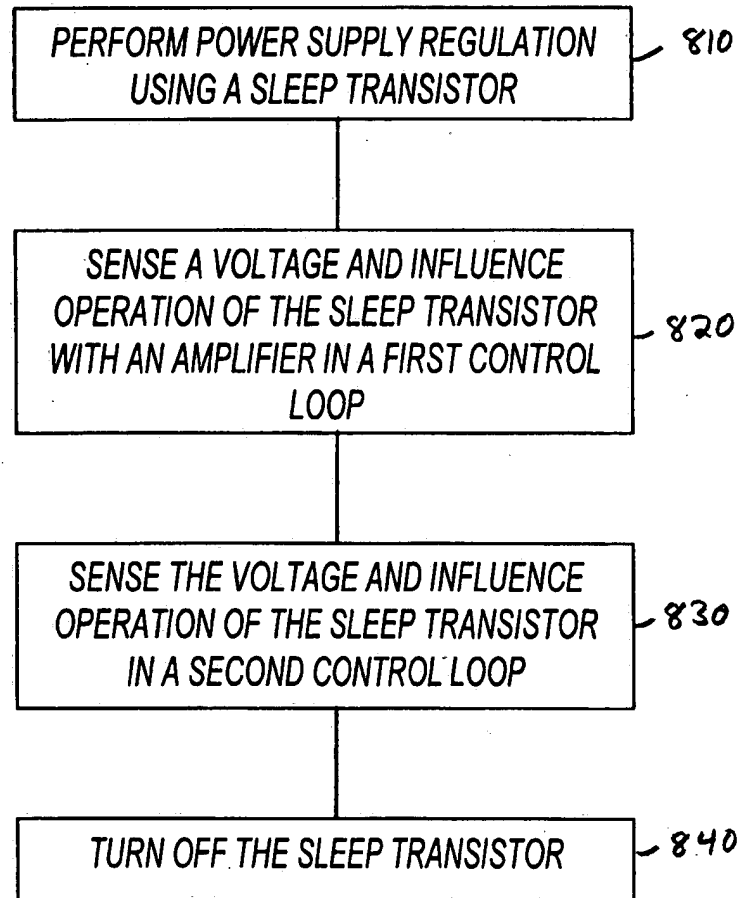 PERFORM POWER SUPPLY REGULATION 810
USING A SLEEP TRANSISTOR
SENSE A VOLTAGE AND INFLUENCE
OPERATION OF THE SLEEP TRANSISTOR
WITH AN AMPLIFIER IN A FIRST CONTROL 820
LOOP
SENSE THE VOLTAGE AND INFLUENCE
OPERATION OF THE SLEEP TRANSISTOR 830
IN A SECOND CONTROL LOOP
TURN OFF THE SLEEP TRANSISTOR 840